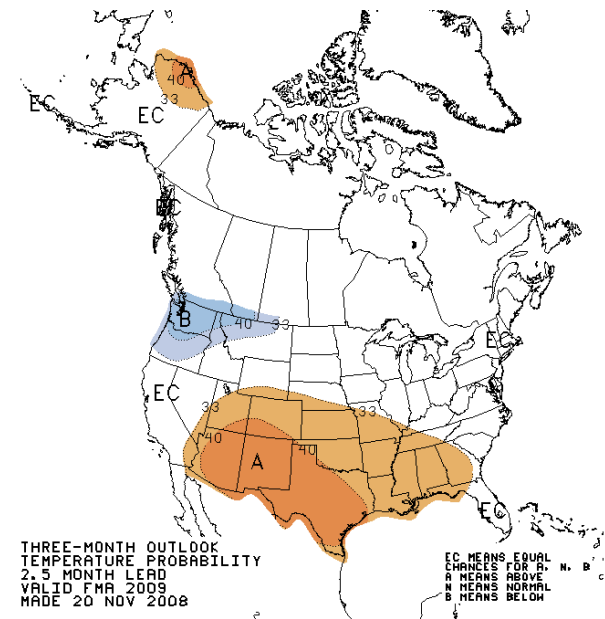 A
40
33
EC
EC
EC
B
40
33
EC
EC
33
33
40
40
A
E
THREE-MONTH OUTLOOK
TEMPERATURE PROBABILITY
2.5 MONTH LEAD
VALID FMA 2009
MADE 20 NOV 2008
EC MEANS EQUAL
CHANCES FOR A, N, B
A MEANS ABOVE
N MEANS NORMAL
B MEANS BELOW